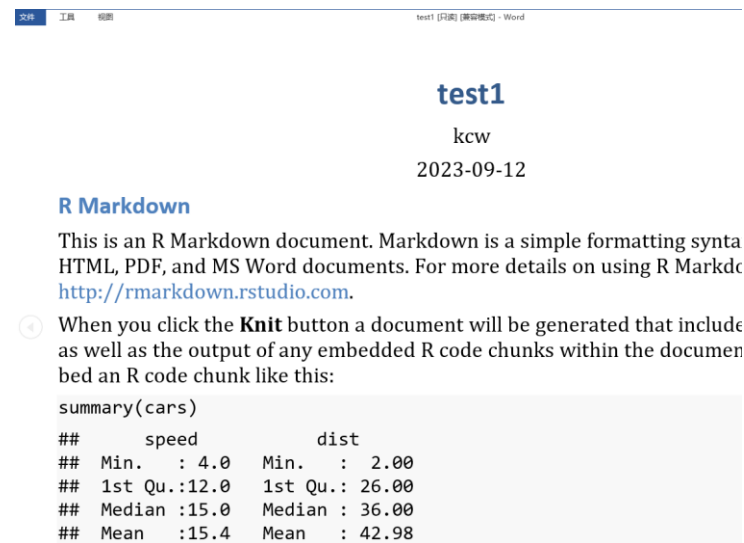 文件 工具 视图 test1 [只读] [兼容模式] - Word
test1
kcw
2023-09-12
R Markdown
This is an R Markdown document. Markdown is a simple formatting synta
HTML, PDF, and MS Word documents. For more details on using R Markdo
http://rmarkdown.rstudio.com.
When you click the Knit button a document will be generated that include
as well as the output of any embedded R code chunks within the documen
bed an R code chunk like this:
summary(cars)
##      speed           dist
##  Min.   : 4.0   Min.   :  2.00
##  1st Qu.:12.0   1st Qu.: 26.00
##  Median :15.0   Median : 36.00
##  Mean   :15.4   Mean   : 42.98